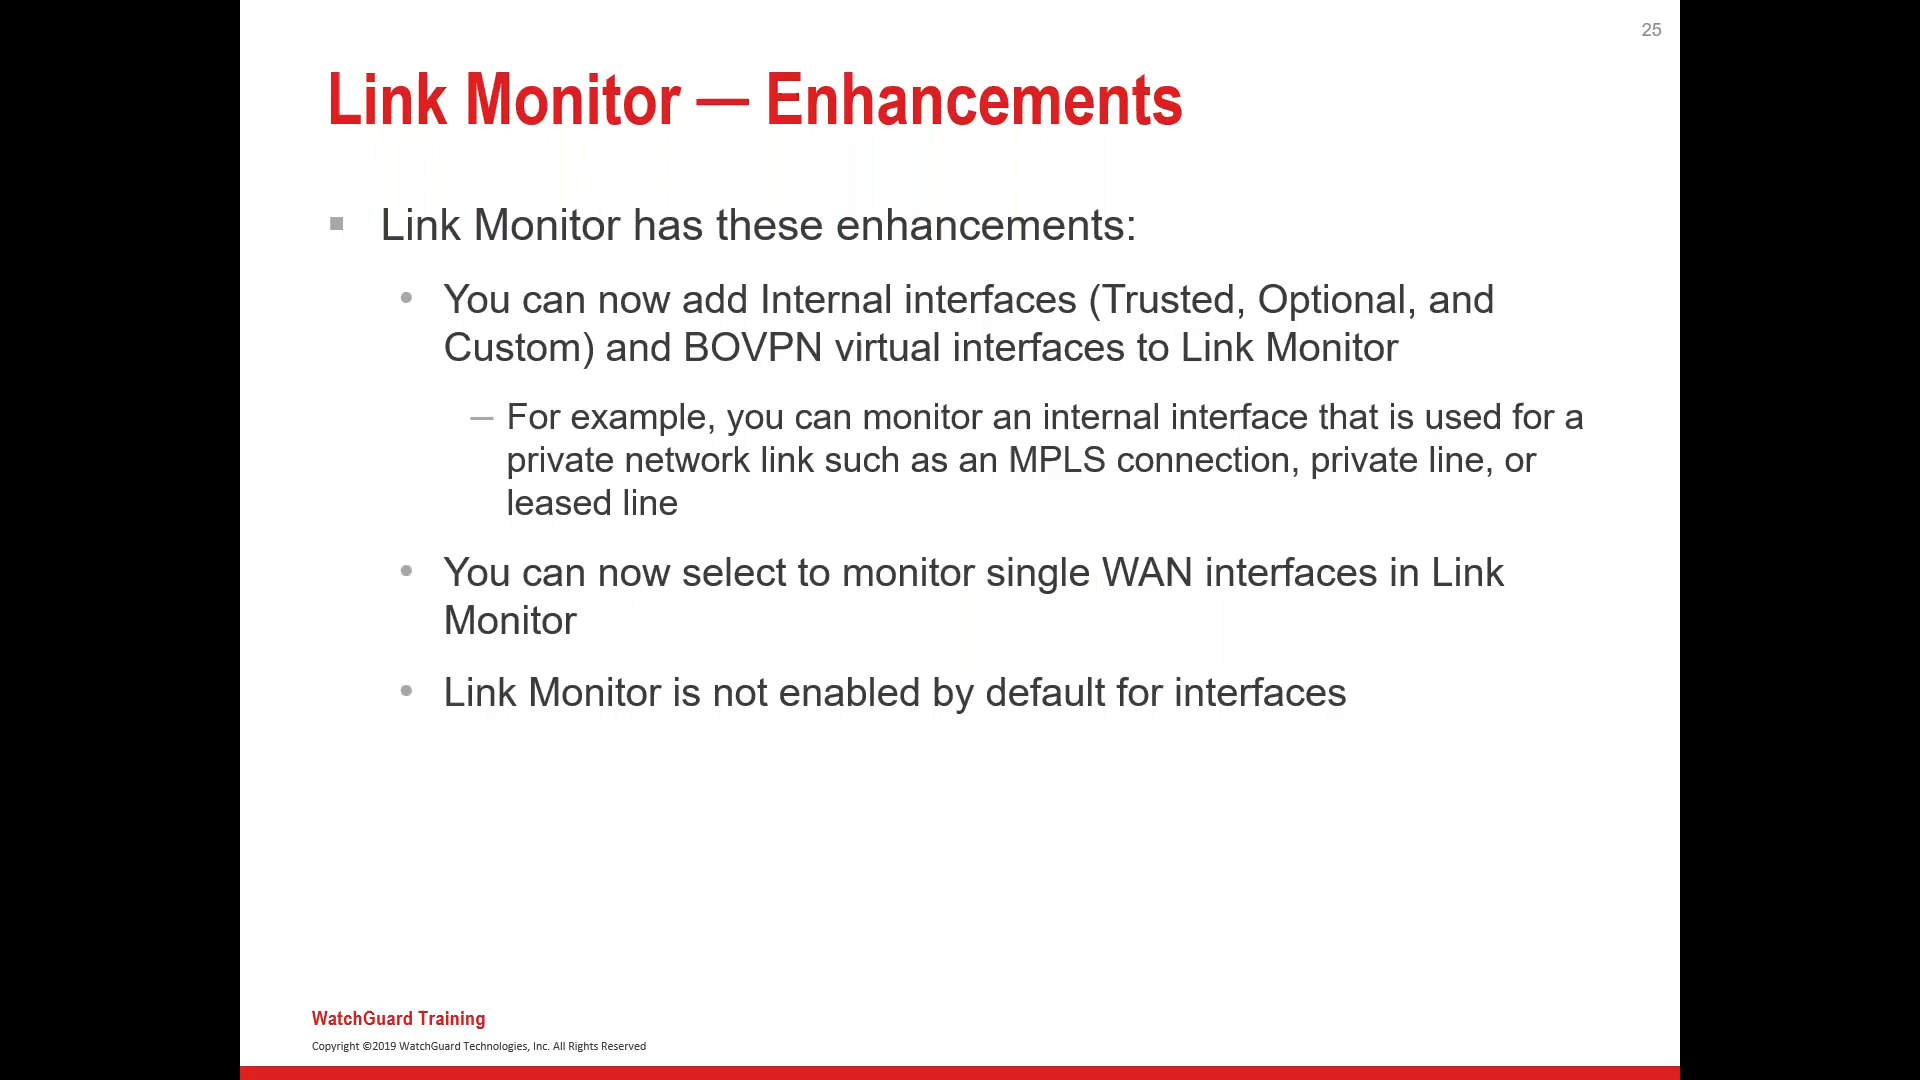 25
Link Monitor — Enhancements
▪ Link Monitor has these enhancements:
• You can now add Internal interfaces (Trusted, Optional, and
Custom) and BOVPN virtual interfaces to Link Monitor
— For example, you can monitor an internal interface that is used for a
private network link such as an MPLS connection, private line, or
leased line
• You can now select to monitor single WAN interfaces in Link
Monitor
• Link Monitor is not enabled by default for interfaces
WatchGuard Training
Copyright ©2019 WatchGuard Technologies, Inc. All Rights Reserved